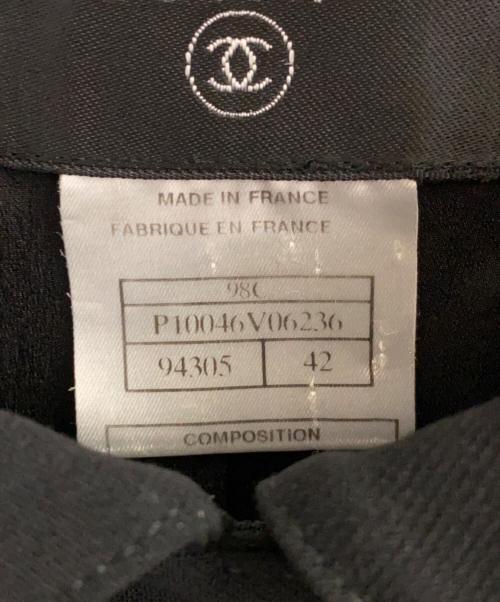 MADE IN FRANCE
FABRIQUE EN FRANCE
98C
P10046V06236
94305 42
COMPOSITION